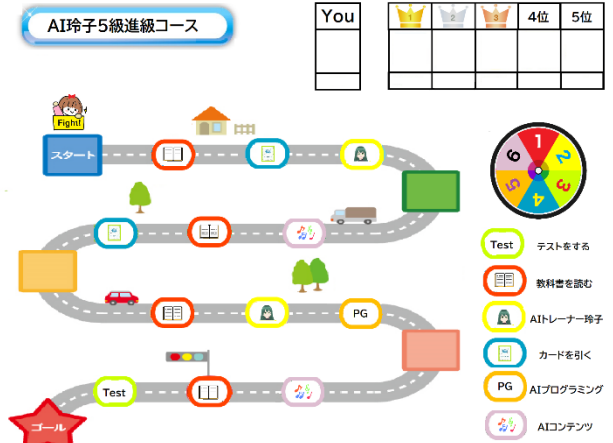 AI玲子5級進級コース
You
1
2
3
4位
5位
Fight!
スタート
1
2
3
4
5
6
Test
テストをする
教科書を読む
AIトレーナー玲子
PG
カードを引く
PG
AIプログラミング
Test
AIコンテンツ
ゴール